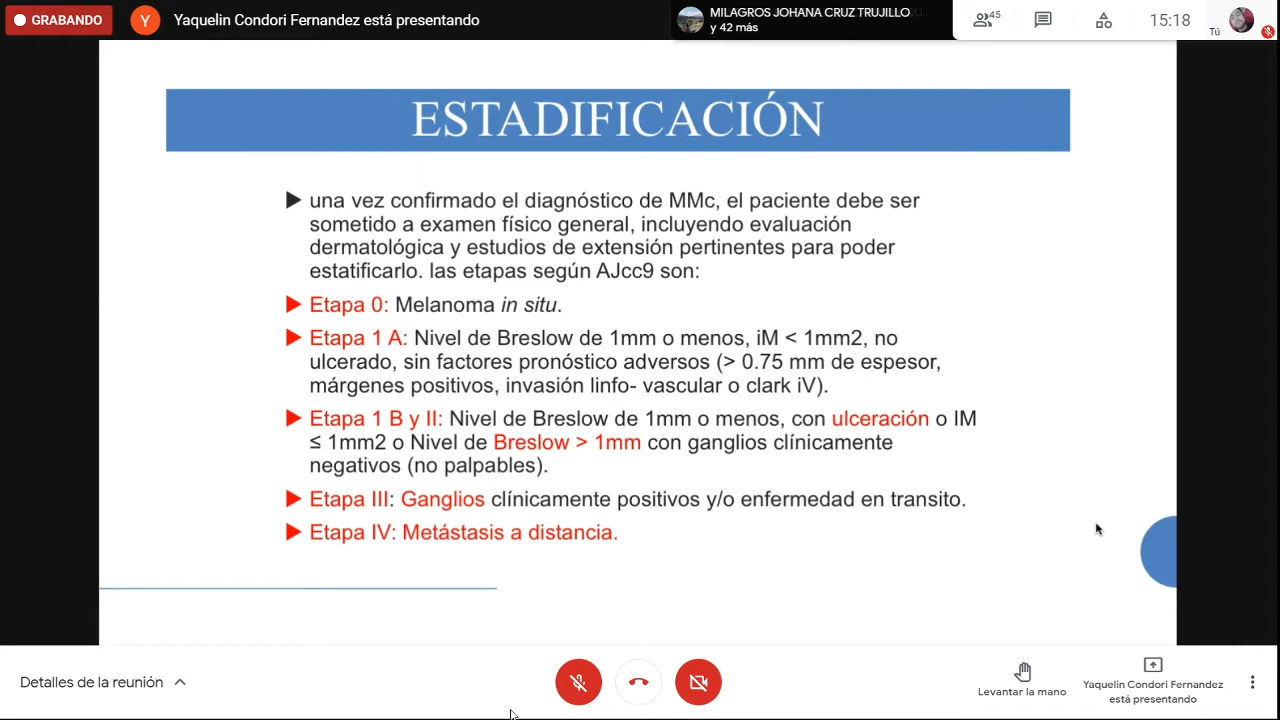 GRABANDO
Y
Yaquelin Condori Fernandez está presentando
MILAGROS JOHANA CRUZ TRUJILLO
y 42 más
45
15:18
Tú
ESTADIFICACIÓN
una vez confirmado el diagnóstico de MMc, el paciente debe ser
sometido a examen físico general, incluyendo evaluación
dermatológica y estudios de extensión pertinentes para poder
estatificarlo. las etapas según AJcc9 son:
Etapa 0: Melanoma in situ.
Etapa 1 A: Nivel de Breslow de 1mm o menos, iM < 1mm2, no
ulcerado, sin factores pronóstico adversos (> 0.75 mm de espesor,
márgenes positivos, invasión linfo- vascular o clark iV).
Etapa 1 B y II: Nivel de Breslow de 1mm o menos, con ulceración o IM
≤ 1mm2 o Nivel de Breslow > 1mm con ganglios clínicamente
negativos (no palpables).
Etapa III: Ganglios clínicamente positivos y/o enfermedad en transito.
Etapa IV: Metástasis a distancia.
Detalles de la reunión
Levantar la mano
Yaquelin Condori Fernandez
está presentando